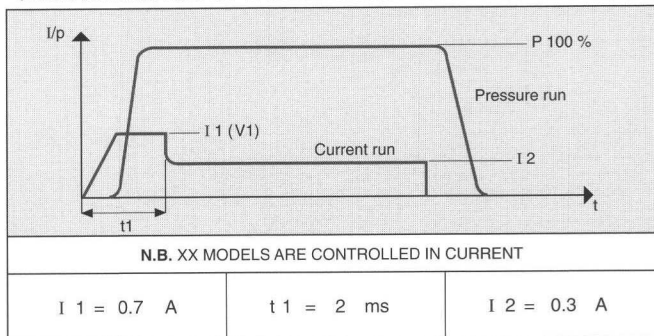 I/p
P 100 %
Pressure run
I 1 (V1)
Current run
I 2
t
t1
N.B. XX MODELS ARE CONTROLLED IN CURRENT
I 1 = 0.7 A
t 1 = 2 ms
I 2 = 0.3 A